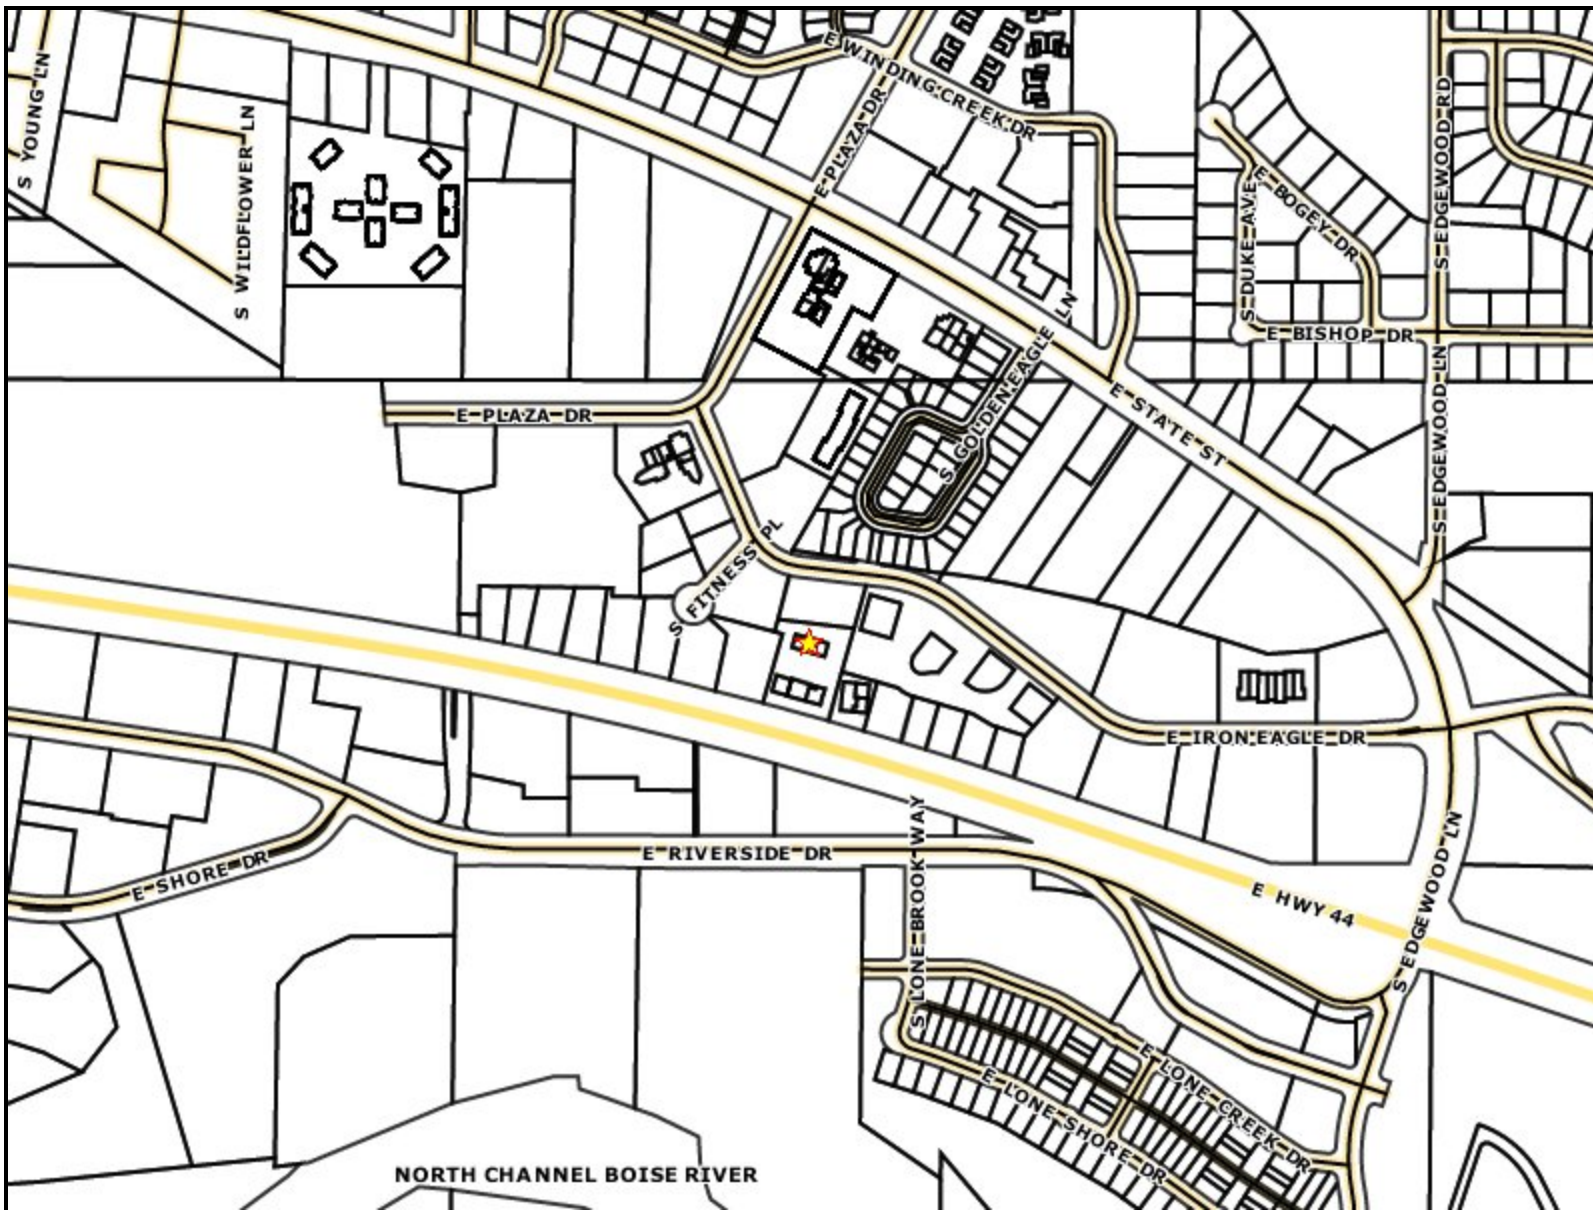 S YOUNG LN
S WILDFLOWER LN
E WINDING CREEK DR
E PLAZA DR
S EDGEWOOD RD
S DUKE AVE
E BOGEY DR
E BISHOP DR
S GOLDEN EAGLE LN
E STATE ST
S EDGEWOOD LN
E PLAZA DR
S FITNESS PL
E IRON EAGLE DR
E RIVERSIDE DR
E SHORE DR
S LONE BROOK WAY
E HWY 44
S EDGEWOOD LN
E LONE CREEK DR
E LONE SHORE DR
NORTH CHANNEL BOISE RIVER